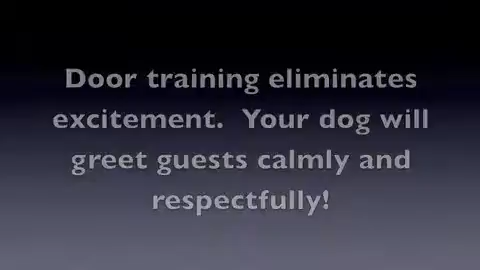 Door training eliminates
excitement.  Your dog will
greet guests calmly and
respectfully!